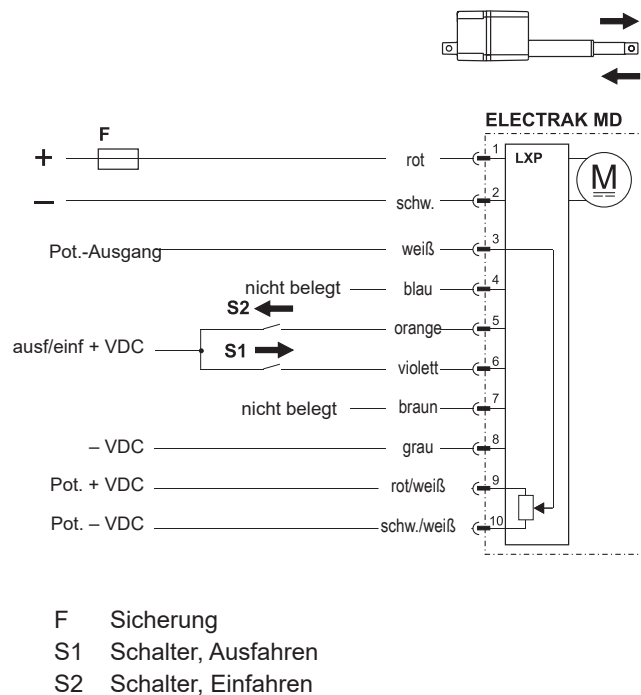 ELECTRAK MD
F
+ rot 1 LXP M
– schw. 2
Pot.-Ausgang weiß 3
nicht belegt blau 4
S2
orange 5
ausf/einf + VDC S1
violett 6
nicht belegt braun 7
– VDC grau 8
Pot. + VDC rot/weiß 9
Pot. – VDC schw./weiß 10
F Sicherung
S1 Schalter, Ausfahren
S2 Schalter, Einfahren